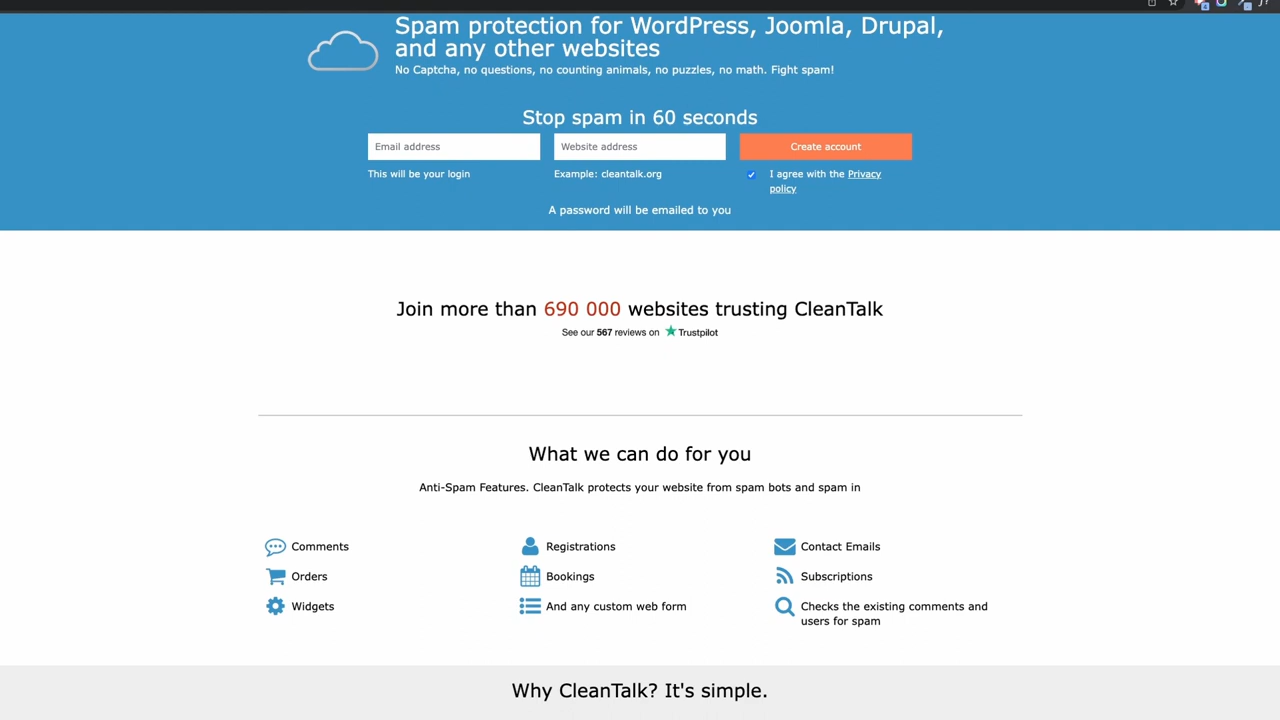 Spam protection for WordPress, Joomla, Drupal,
and any other websites
No Captcha, no questions, no counting animals, no puzzles, no math. Fight spam!
Stop spam in 60 seconds
Email address
Website address
Create account
This will be your login
Example: cleantalk.org
I agree with the Privacy
policy
A password will be emailed to you
Join more than 690 000 websites trusting CleanTalk
See our 567 reviews on Trustpilot
What we can do for you
Anti-Spam Features. CleanTalk protects your website from spam bots and spam in
Comments
Registrations
Contact Emails
Orders
Bookings
Subscriptions
Widgets
And any custom web form
Checks the existing comments and
users for spam
Why CleanTalk? It's simple.